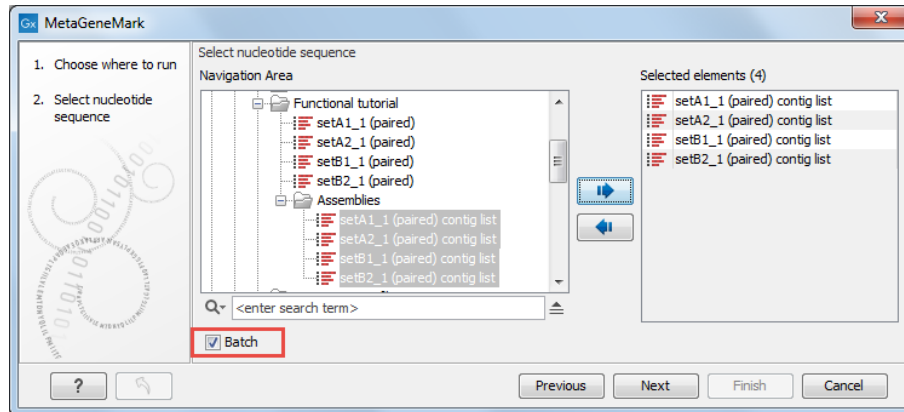 Gx MetaGeneMark
x
1. Choose where to run
2. Select nucleotide
sequence
Select nucleotide sequence
Navigation Area
Functional tutorial
setA1_1 (paired)
setA2_1 (paired)
setB1_1 (paired)
setB2_1 (paired)
Assemblies
setA1_1 (paired) contig list
setA2_1 (paired) contig list
setB1_1 (paired) contig list
setB2_1 (paired) contig list
<enter search term>
Batch
Selected elements (4)
setA1_1 (paired) contig list
setA2_1 (paired) contig list
setB1_1 (paired) contig list
setB2_1 (paired) contig list
?
Previous
Next
Finish
Cancel